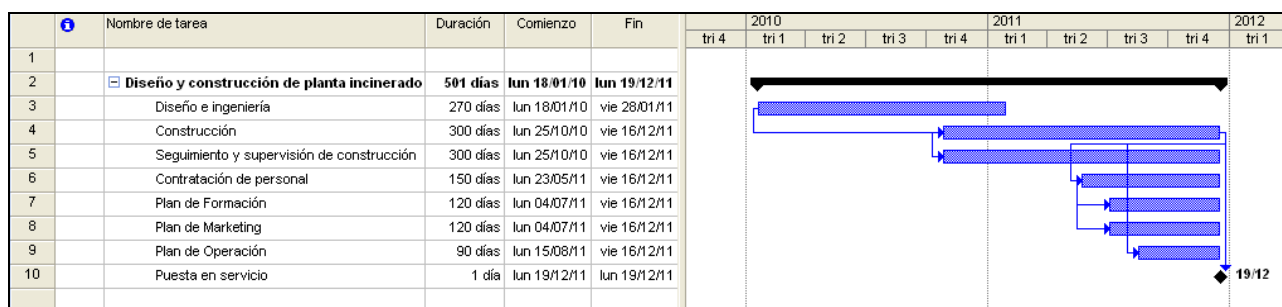 Nombre de tarea Duración Comienzo Fin 2010 2011 2012
tri 4 tri 1 tri 2 tri 3 tri 4 tri 1 tri 2 tri 3 tri 4 tri 1
1
2 Diseño y construcción de planta incinerado 501 días lun 18/01/10 lun 19/12/11
3 Diseño e ingeniería 270 días lun 18/01/10 vie 28/01/11
4 Construcción 300 días lun 25/10/10 vie 16/12/11
5 Seguimiento y supervisión de construcción 300 días lun 25/10/10 vie 16/12/11
6 Contratación de personal 150 días lun 23/05/11 vie 16/12/11
7 Plan de Formación 120 días lun 04/07/11 vie 16/12/11
8 Plan de Marketing 120 días lun 04/07/11 vie 16/12/11
9 Plan de Operación 90 días lun 15/08/11 vie 16/12/11
10 Puesta en servicio 1 día lun 19/12/11 lun 19/12/11 19/12